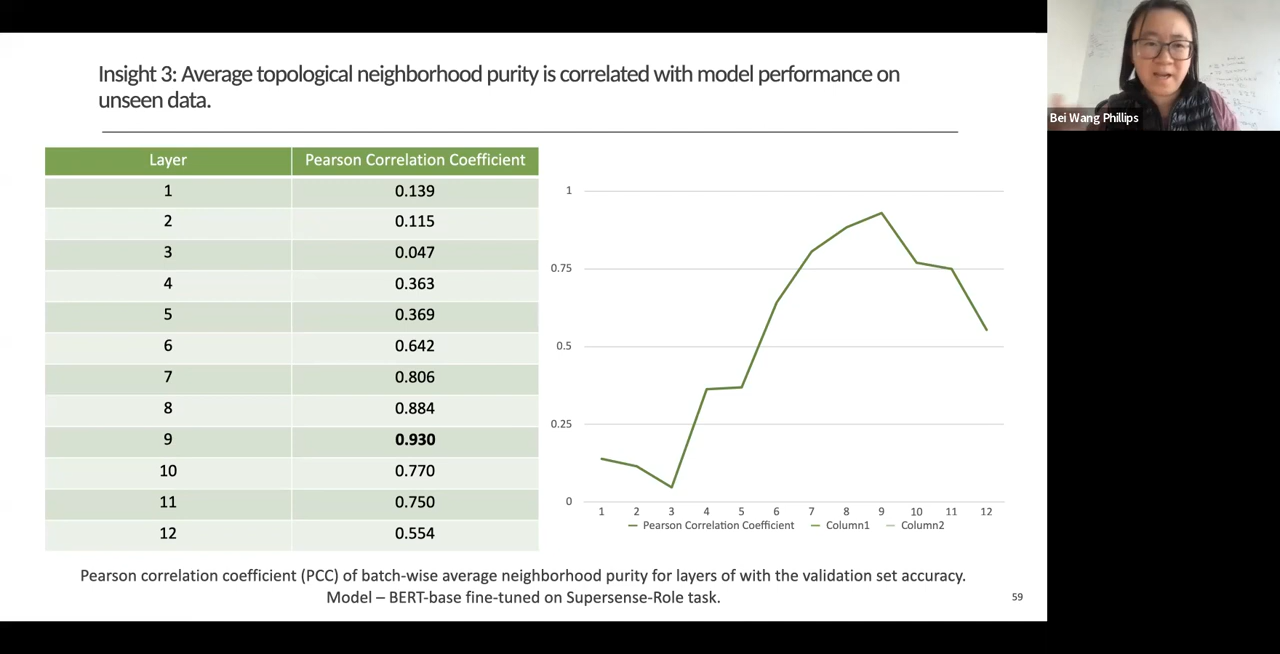 Insight 3: Average topological neighborhood purity is correlated with model performance on
unseen data.
Layer Pearson Correlation Coefficient
1 0.139
2 0.115
3 0.047
4 0.363
5 0.369
6 0.642
7 0.806
8 0.884
9 0.930
10 0.770
11 0.750
12 0.554
1
0.75
0.5
0.25
0
1 2 3 4 5 6 7 8 9 10 11 12
Pearson Correlation Coefficient Column1 Column2
Pearson correlation coefficient (PCC) of batch-wise average neighborhood purity for layers of with the validation set accuracy.
Model – BERT-base fine-tuned on Supersense-Role task.
59
Bei Wang Phillips